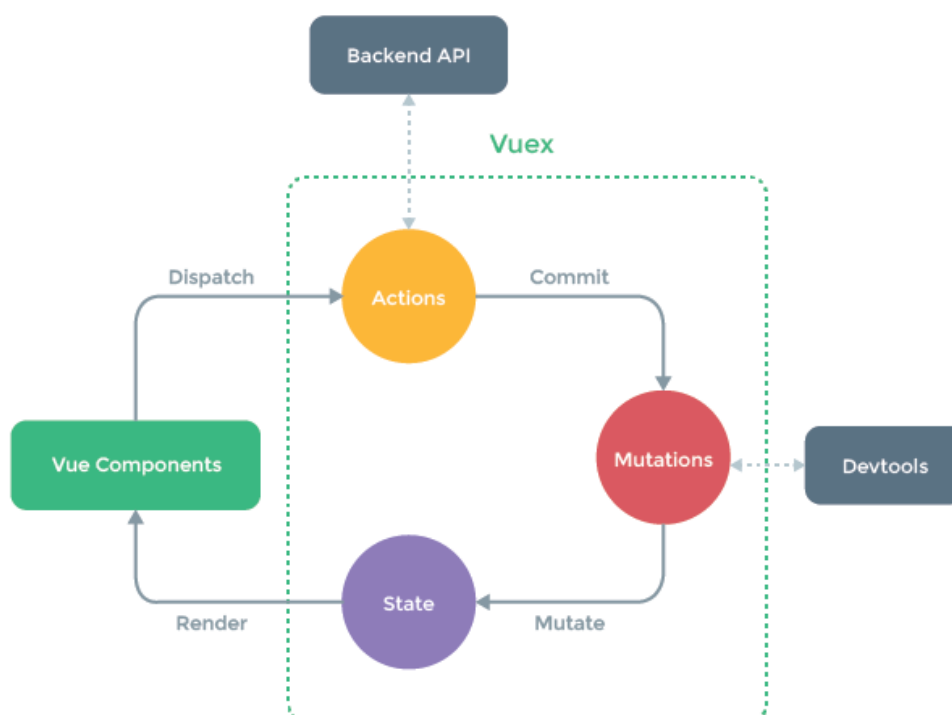 Backend API
Vuex
Dispatch
Commit
Actions
Mutations
Vue Components
Devtools
State
Render
Mutate